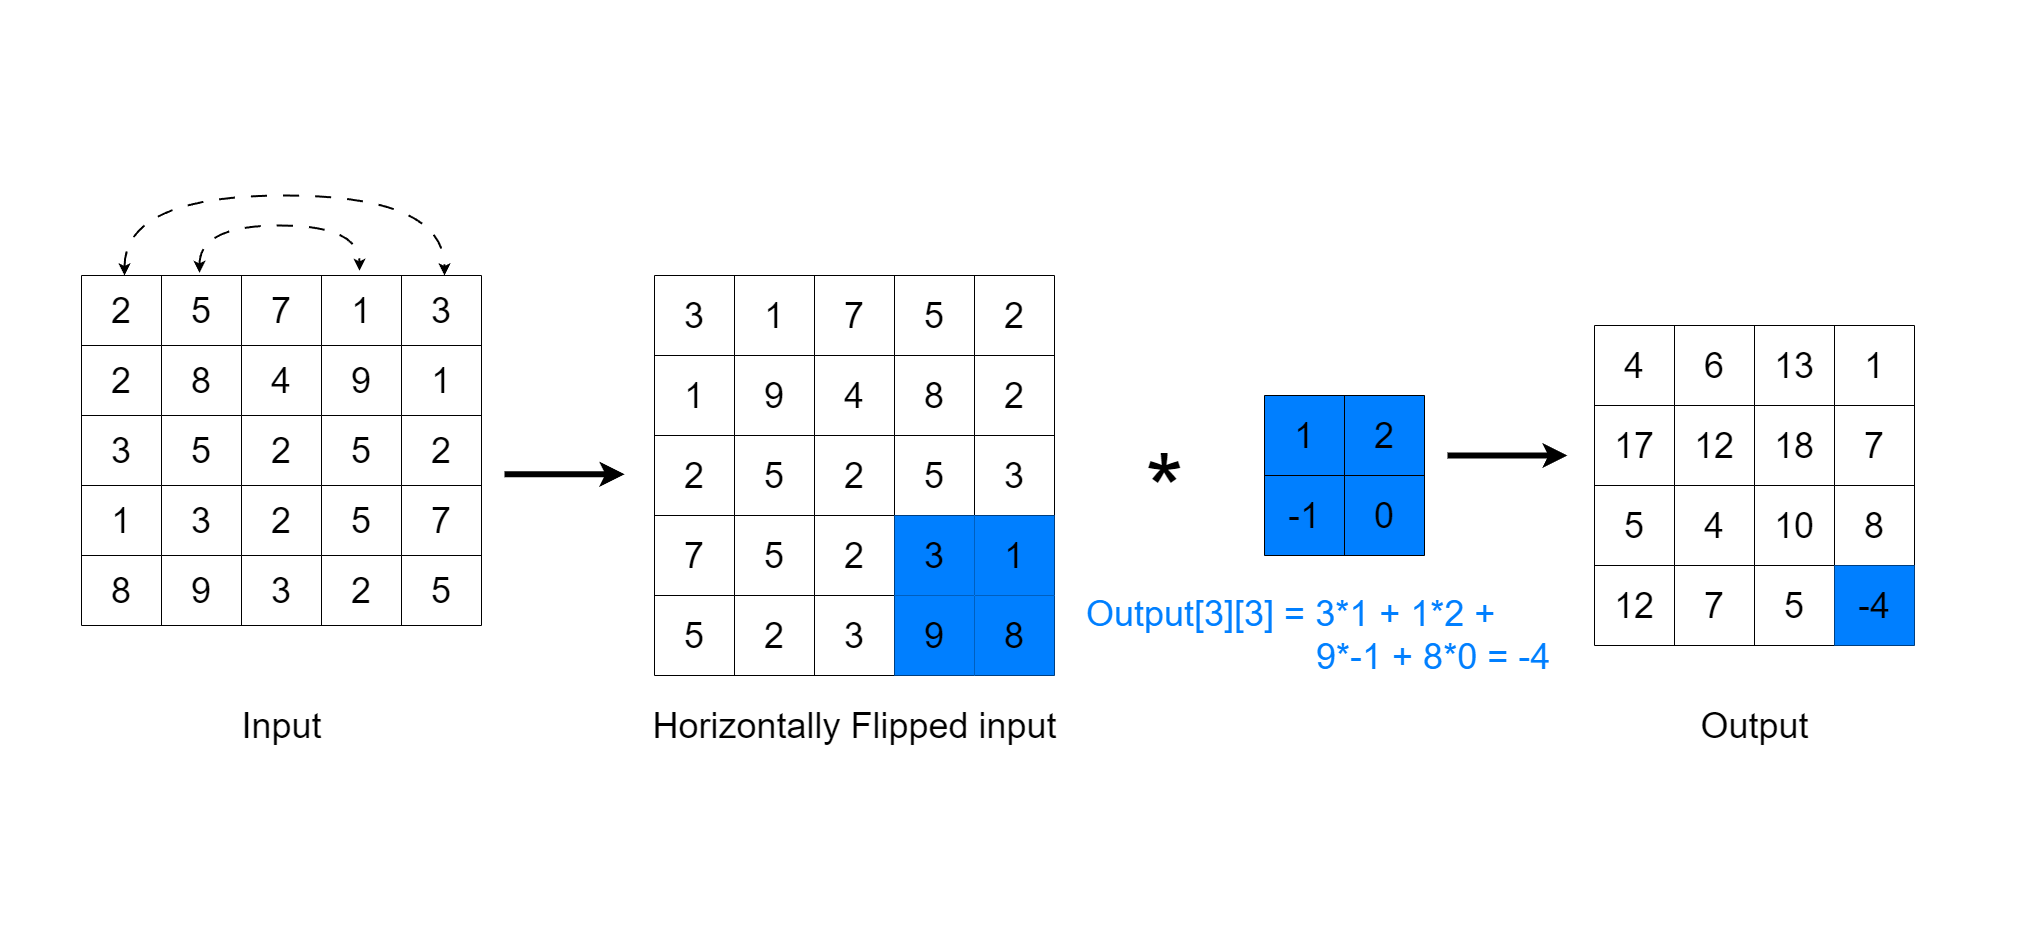 2 5 7 1 3
2 8 4 9 1
3 5 2 5 2
1 3 2 5 7
8 9 3 2 5
Input
3 1 7 5 2
1 9 4 8 2
2 5 2 5 3
7 5 2 3 1
5 2 3 9 8
Horizontally Flipped input
*
1 2
-1 0
Output[3][3] = 3*1 + 1*2 +
9*-1 + 8*0 = -4
4 6 13 1
17 12 18 7
5 4 10 8
12 7 5 -4
Output